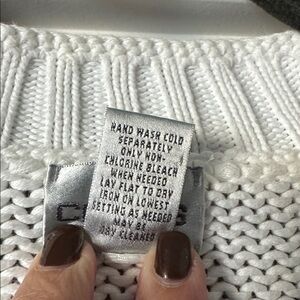 HAND WASH COLD
SEPARATELY
ONLY NON-
CHLORINE BLEACH
WHEN NEEDED
LAY FLAT TO DRY
IRON ON LOWEST
SETTING AS NEEDED
MAY BE
DRY CLEANED